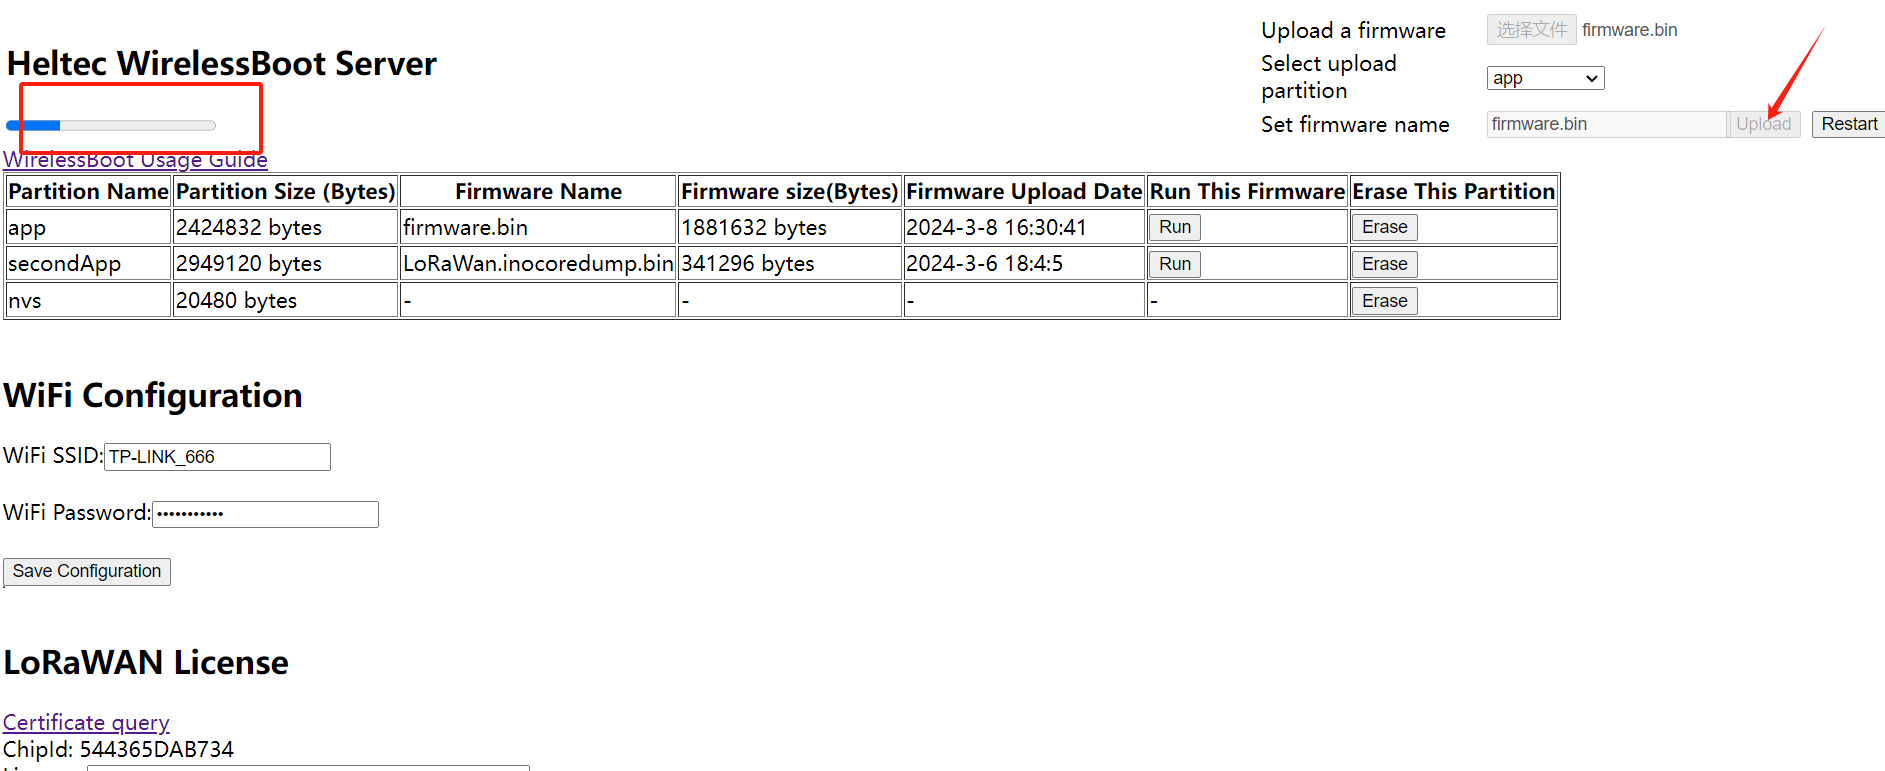 Heltec WirelessBoot Server
Upload a firmware 选择文件 firmware.bin
Select upload partition app
Set firmware name firmware.bin Upload Restart
WirelessBoot Usage Guide
Partition Name Partition Size (Bytes) Firmware Name Firmware size(Bytes) Firmware Upload Date Run This Firmware Erase This Partition
app 2424832 bytes firmware.bin 1881632 bytes 2024-3-8 16:30:41 Run Erase
secondApp 2949120 bytes LoRaWan.inocoredump.bin 341296 bytes 2024-3-6 18:4:5 Run Erase
nvs 20480 bytes - - - - Erase
WiFi Configuration
WiFi SSID: TP-LINK_666
WiFi Password: •••••••••••
Save Configuration
LoRaWAN License
Certificate query
ChipId: 544365DAB734